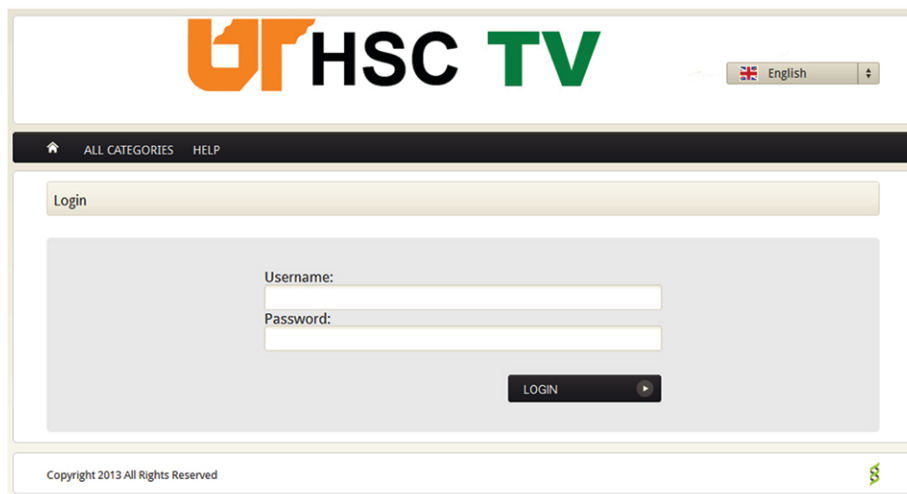 UT HSC TV
English
ALL CATEGORIES HELP
Login
Username:
Password:
LOGIN
Copyright 2013 All Rights Reserved